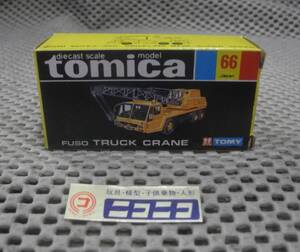 diecast scale model
tomica
66
JAPAN
FUSO TRUCK CRANE
TOMY
玩具・模型・子供乗物・人形
ニコニコ